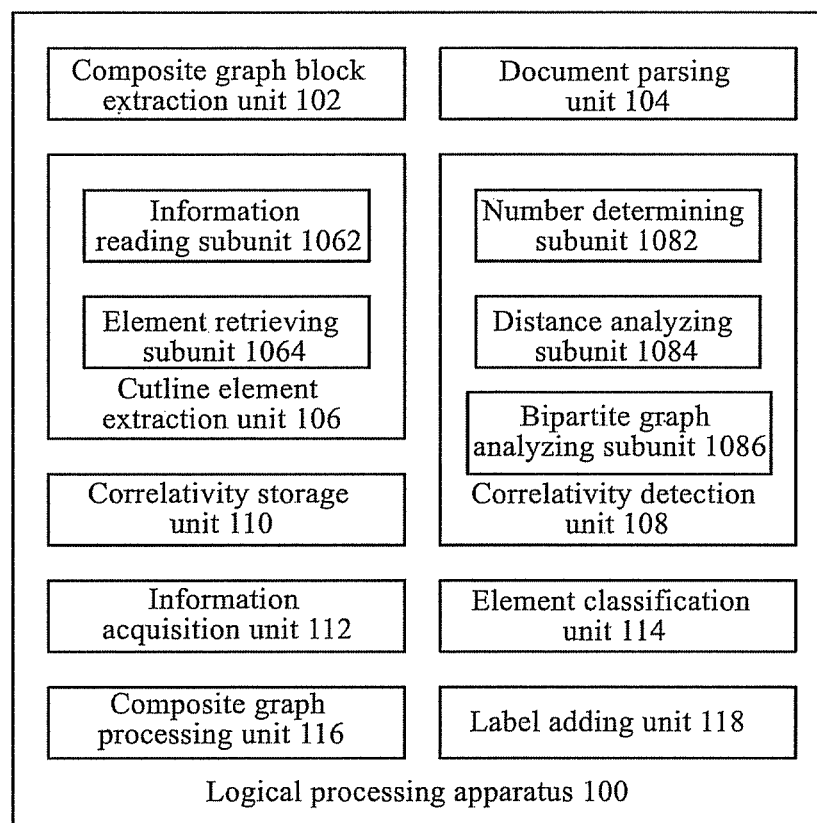 Composite graph block
extraction unit 102
Document parsing
unit 104
Information
reading subunit 1062
Element retrieving
subunit 1064
Cutline element
extraction unit 106
Number determining
subunit 1082
Distance analyzing
subunit 1084
Bipartite graph
analyzing subunit 1086
Correlativity detection
unit 108
Correlativity storage
unit 110
Information
acquisition unit 112
Element classification
unit 114
Composite graph
processing unit 116
Label adding unit 118
Logical processing apparatus 100